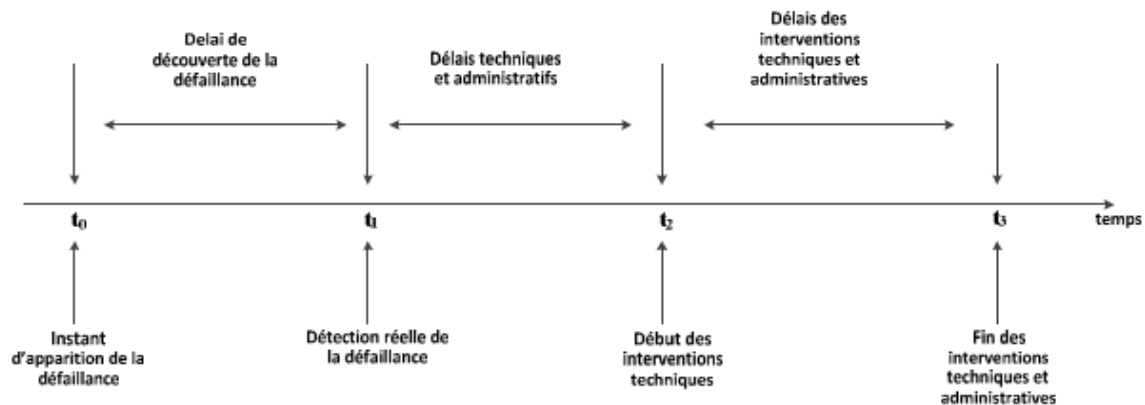 Delai de
découverte de la
défaillance
Délais techniques
et administratifs
Délais des
interventions
techniques et
administratives
t₀
t₁
t₂
t₃
temps
Instant
d'apparition de la
défaillance
Détection réelle de
la défaillance
Début des
interventions
techniques
Fin des
interventions
techniques et
administratives